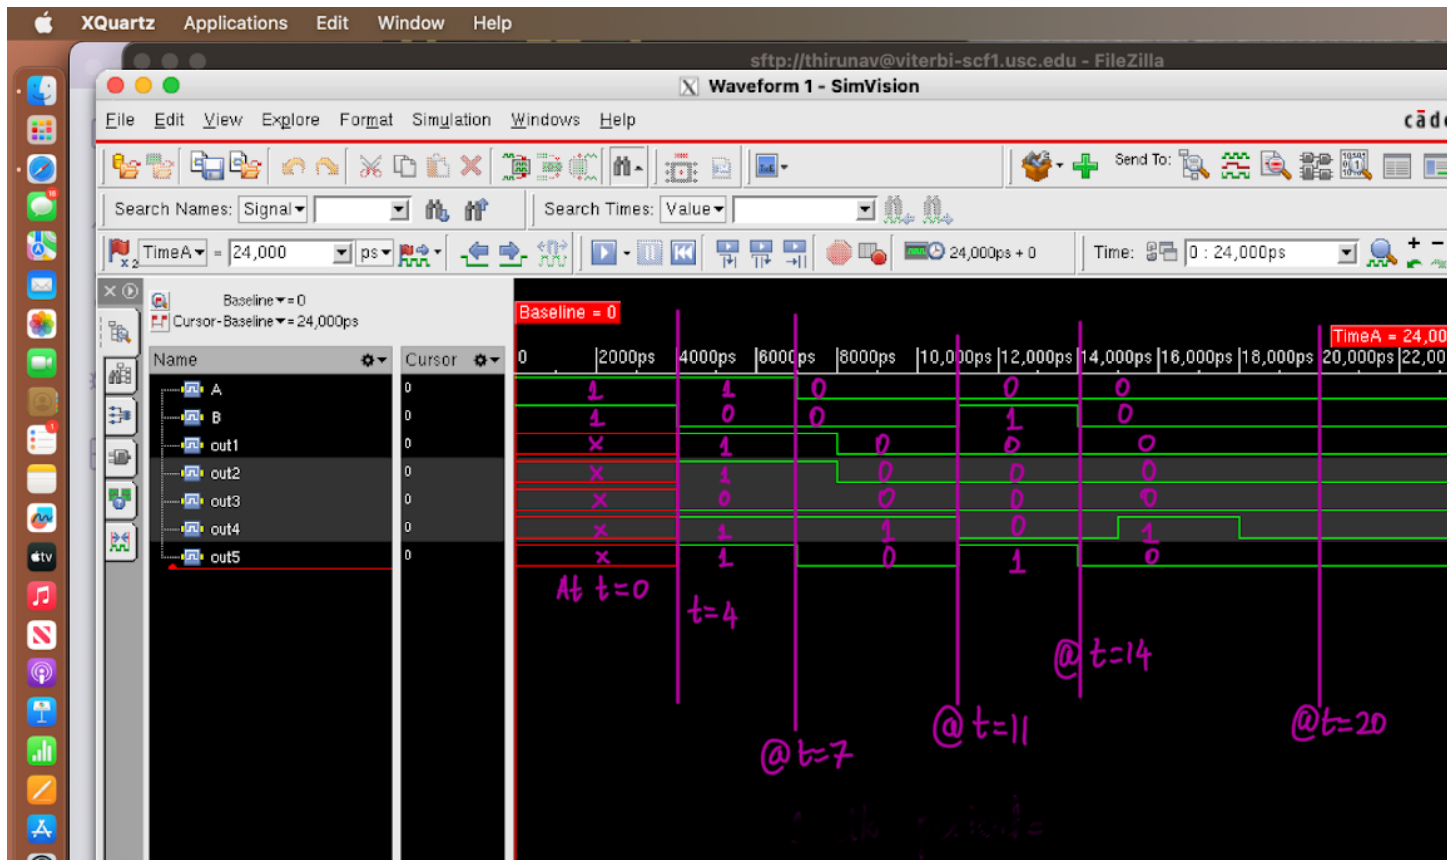 XQuartz Applications Edit Window Help
sftp://thirunav@viterbi-scf1.usc.edu - FileZilla
X Waveform 1 - SimVision
File Edit View Explore Format Simulation Windows Help
Search Names: Signal Search Times: Value Send To:
TimeA = 24,000 ps 24,000ps + 0 Time: 0 : 24,000ps
Baseline = 0
Cursor-Baseline = 24,000ps
Baseline = 0
TimeA = 24,00
Name Cursor 0 2000ps 4000ps 6000ps 8000ps 10,000ps 12,000ps 14,000ps 16,000ps 18,000ps 20,000ps 22,00
A 0 1 1 0 0 0
B 0 1 0 0 1 0
out1 0 x 1 0 0 0
out2 0 x 1 0 0 0
out3 0 x 0 0 0 0
out4 0 x 1 1 0 1
out5 0 x 1 0 1 0
At t=0
t=4
@ t=14
@ t=11
@t=20
@ t=7
tv